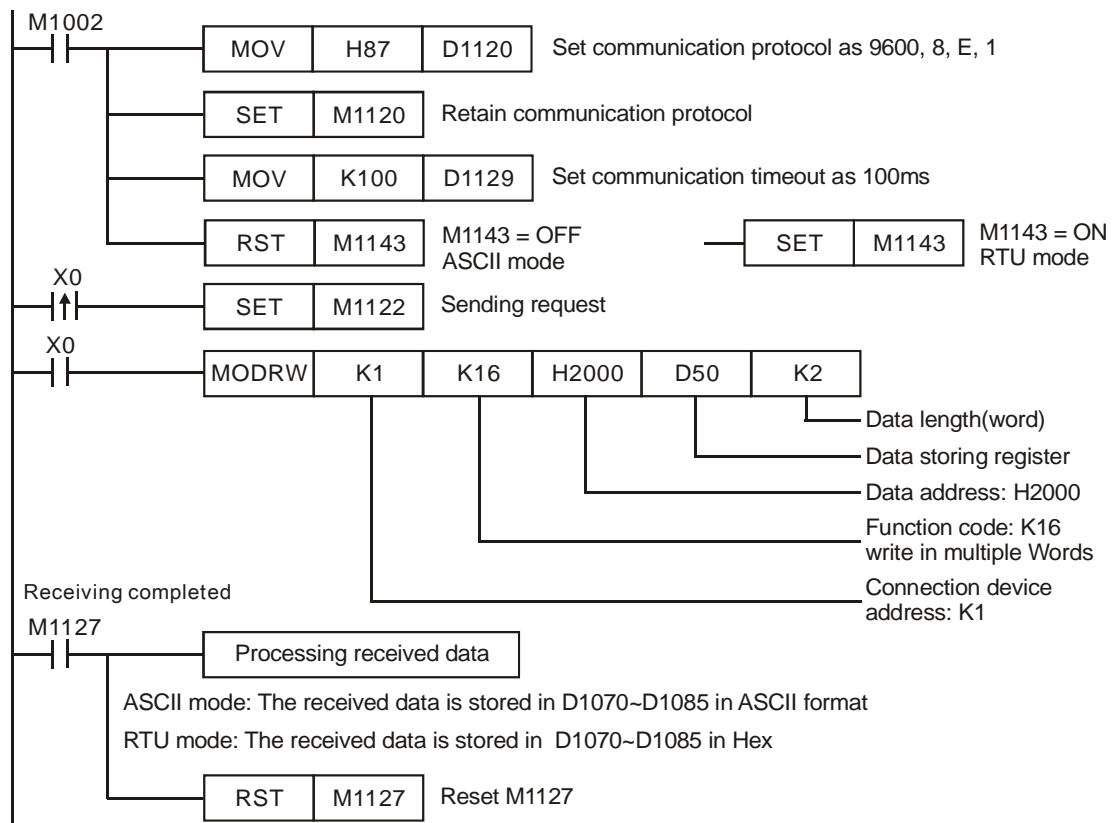 M1002
MOV H87 D1120 Set communication protocol as 9600, 8, E, 1
SET M1120 Retain communication protocol
MOV K100 D1129 Set communication timeout as 100ms
RST M1143 M1143 = OFF
ASCII mode
SET M1143 M1143 = ON
RTU mode
X0
SET M1122 Sending request
X0
MODRW K1 K16 H2000 D50 K2
Data length(word)
Data storing register
Data address: H2000
Function code: K16
write in multiple Words
Connection device
address: K1
Receiving completed
M1127
Processing received data
ASCII mode: The received data is stored in D1070~D1085 in ASCII format
RTU mode: The received data is stored in D1070~D1085 in Hex
RST M1127 Reset M1127